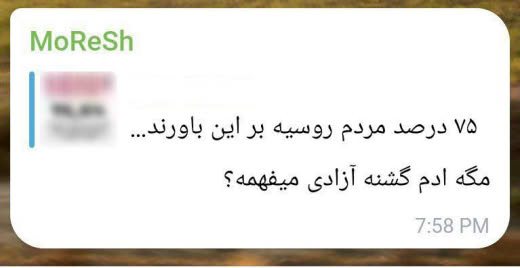 MoReSh
۷۵ درصد مردم روسیه بر این باورند...
مگه ادم گشنه آزادی میفهمه؟
7:58 PM